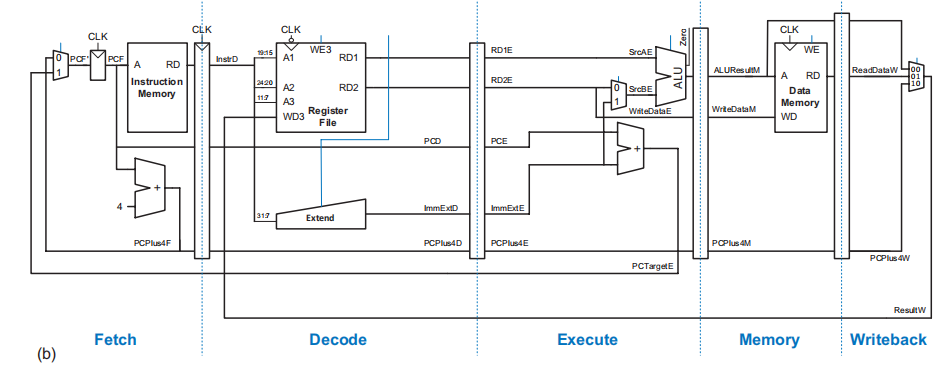 CLK
0
1
PCF'
PCF
A
RD
Instruction
Memory
4
+
PCPlus4F
CLK
InstrD
19:15
24:20
11:7
31:7
CLK
WE3
A1
RD1
A2
RD2
A3
WD3
Register
File
Extend
PCD
ImmExtD
PCPlus4D
RD1E
RD2E
PCE
ImmExtE
PCPlus4E
SrcAE
0
1
SrcBE
WriteDataE
ALU
Zero
+
PCTargetE
ALUResultM
WriteDataM
PCPlus4M
CLK
WE
A
RD
Data
Memory
WD
ReadDataW
00
01
10
PCPlus4W
ResultW
Fetch
Decode
Execute
Memory
Writeback
(b)